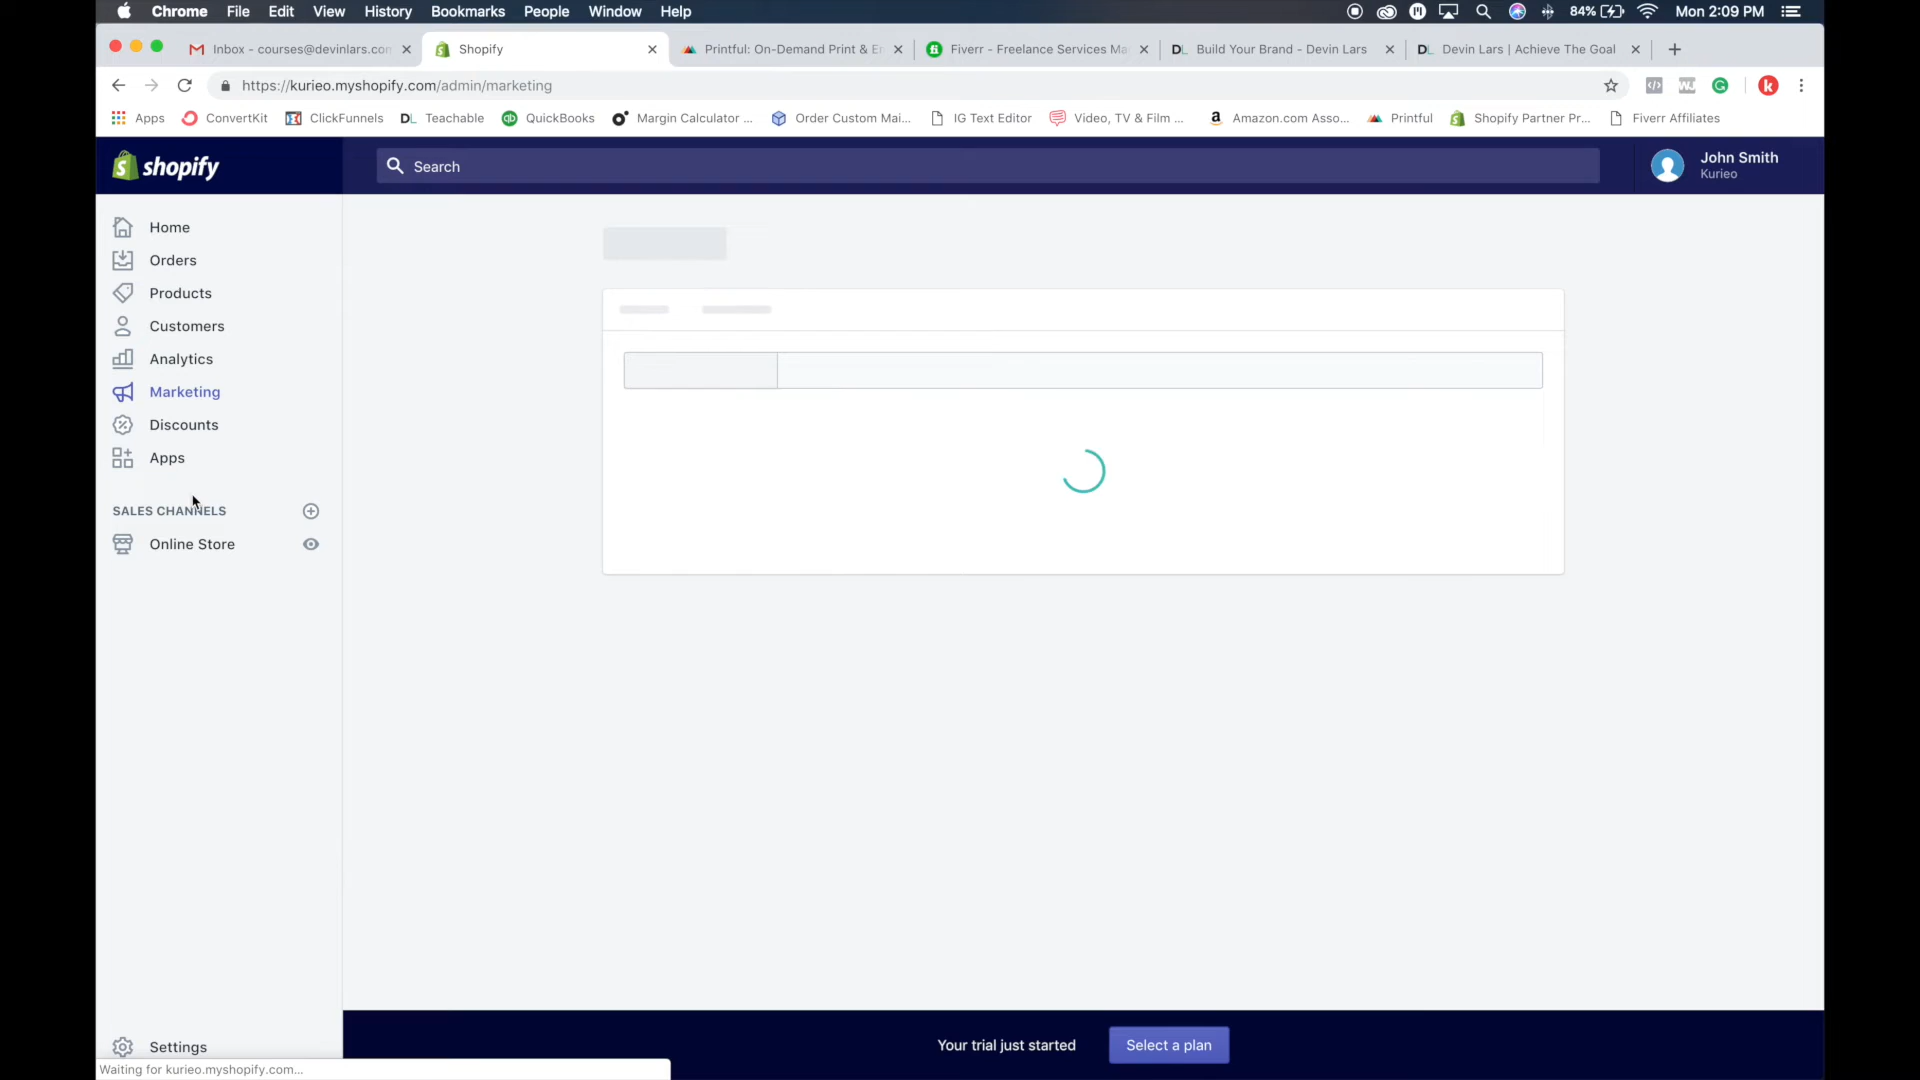 Chrome File Edit View History Bookmarks People Window Help 84% Mon 2:09 PM
Inbox - courses@devinlars.con Shopify Printful: On-Demand Print & E Fiverr - Freelance Services Ma Build Your Brand - Devin Lars DL Devin Lars | Achieve The Goal
https://kurieo.myshopify.com/admin/marketing
Apps ConvertKit ClickFunnels DL Teachable QuickBooks Margin Calculator ... Order Custom Mai... IG Text Editor Video, TV & Film ... Amazon.com Asso... Printful Shopify Partner Pr... Fiverr Affiliates
shopify
Search
John Smith
Kurieo
Home
Orders
Products
Customers
Analytics
Marketing
Discounts
Apps
SALES CHANNELS
Online Store
Settings
Your trial just started
Select a plan
Waiting for kurieo.myshopify.com...